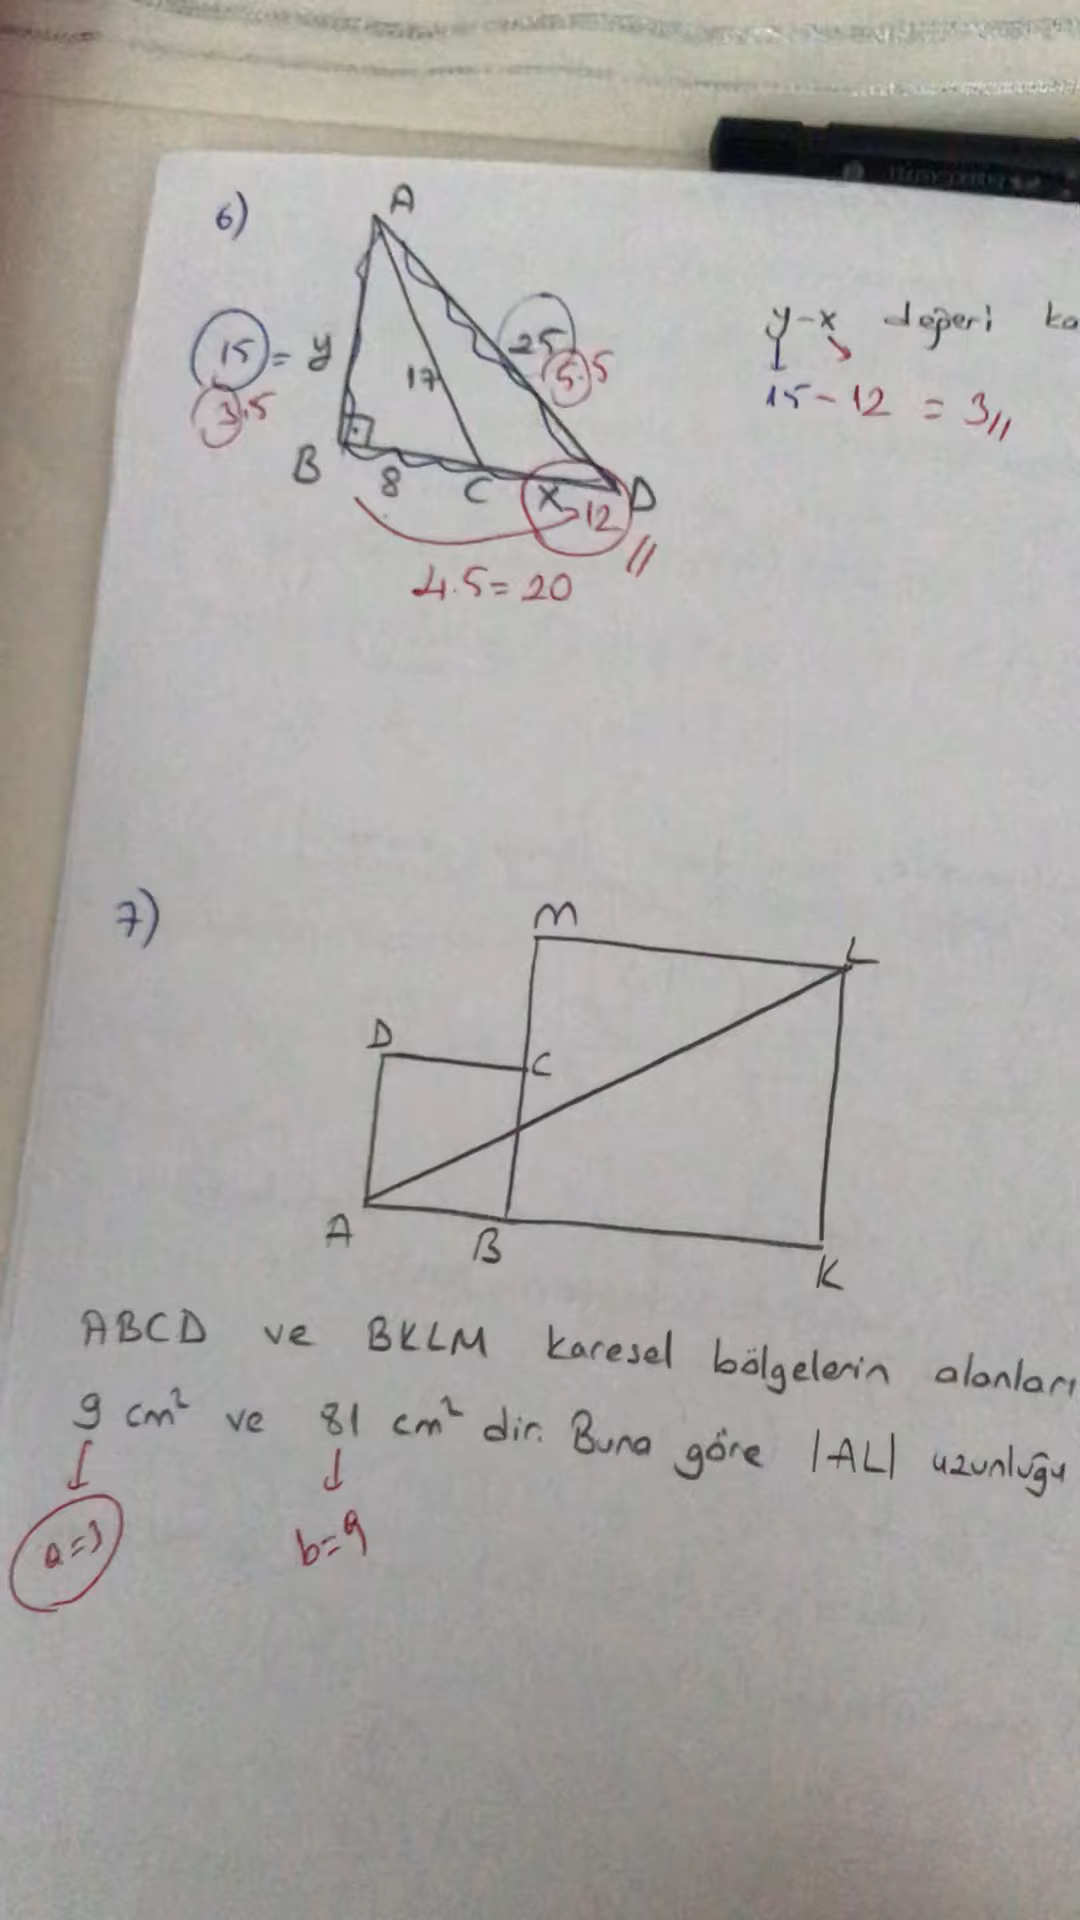 6)
A
15 = y
3.5
17
25
5.5
B
8
C
x
12
D
4.5=20
y-x değeri
15-12 = 3
7)
M
L
D
C
A
B
K
ABCD ve BKLM karesel bölgelerin alanları
9 cm² ve 81 cm² dir. Buna göre |AL| uzunluğu
a=3
b=9